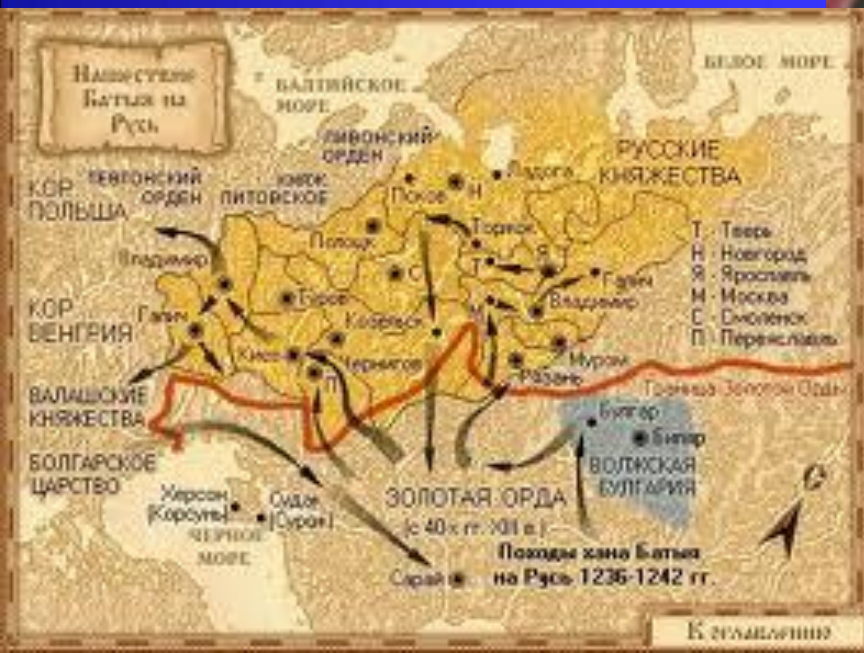 Нашествие
Батыя на
Русь
БАЛТИЙСКОЕ
МОРЕ
БЕЛОЕ МОРЕ
ЛИВОНСКИЙ
ОРДЕН
ТЕВТОНСКИЙ
ОРДЕН
КНЯЖ
ЛИТОВСКОЕ
КОР
ПОЛЬША
РУССКИЕ
КНЯЖЕСТВА
Псков
Н
Ладога
Полоцк
Торжок
Т
Я
Т - Тверь
Н - Новгород
Я - Ярославль
М - Москва
С - Смоленск
П - Переяславль
Владимир
С
Галич
Владимир
М
Туров
Козельск
Галич
КОР
ВЕНГРИЯ
Киев
Чернигов
П
Муром
Рязань
Граница Золотой Орды
ВАЛАШСКИЕ
КНЯЖЕСТВА
Булгар
Биляр
ВОЛЖСКАЯ
БУЛГАРИЯ
БОЛГАРСКОЕ
ЦАРСТВО
Херсон
(Корсунь)
Судак
(Сурож)
ЧЕРНОЕ
МОРЕ
ЗОЛОТАЯ ОРДА
(с 40х гг. XIII в.)
С
Походы хана Батыя
на Русь 1236-1242 гг.
Сарай
К оглавлению